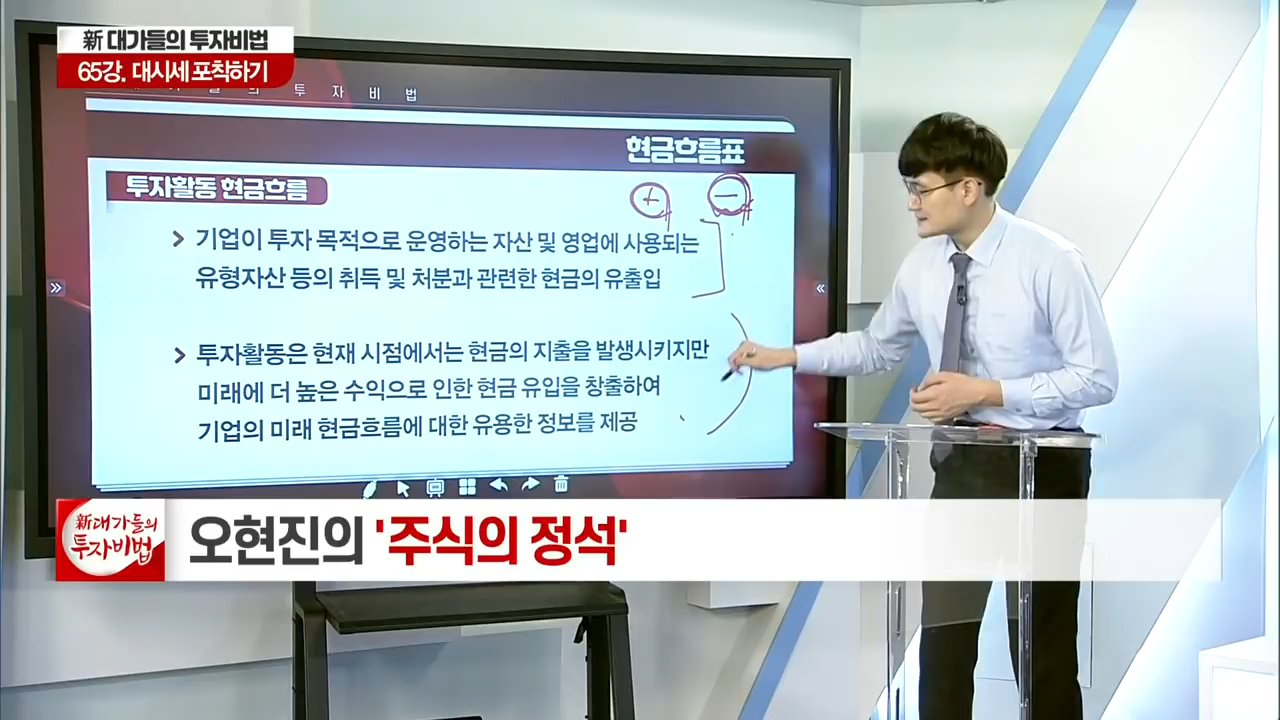 新 대가들의 투자비법
65강. 대시세 포착하기
의 투 자 비 법
현금흐름표
투자활동 현금흐름
+ −
기업이 투자 목적으로 운영하는 자산 및 영업에 사용되는
유형자산 등의 취득 및 처분과 관련한 현금의 유출입
투자활동은 현재 시점에서는 현금의 지출을 발생시키지만
미래에 더 높은 수익으로 인한 현금 유입을 창출하여
기업의 미래 현금흐름에 대한 유용한 정보를 제공
新대가들의
투자비법
오현진의 '주식의 정석'